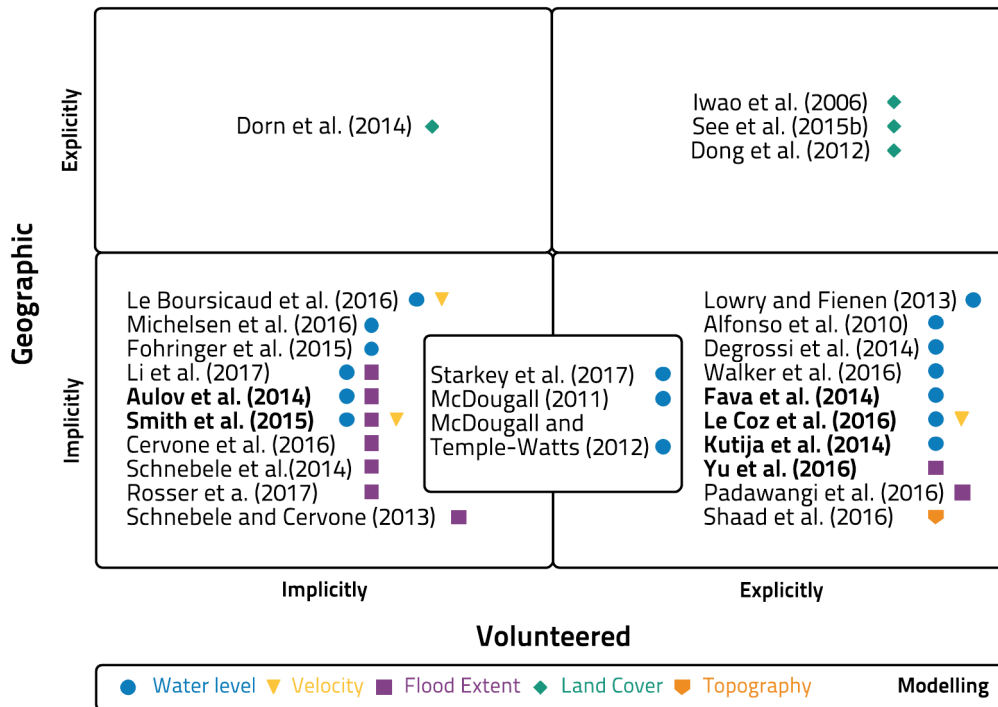 Geographic
Explicitly
Implicitly
Dorn et al. (2014)
Iwao et al. (2006)
See et al. (2015b)
Dong et al. (2012)
Le Boursicaud et al. (2016)
Michelsen et al. (2016)
Fohringer et al. (2015)
Li et al. (2017)
Aulov et al. (2014)
Smith et al. (2015)
Cervone et al. (2016)
Schnebele et al.(2014)
Rosser et a. (2017)
Schnebele and Cervone (2013)
Starkey et al. (2017)
McDougall (2011)
McDougall and
Temple-Watts (2012)
Lowry and Fienen (2013)
Alfonso et al. (2010)
Degrossi et al. (2014)
Walker et al. (2016)
Fava et al. (2014)
Le Coz et al. (2016)
Kutija et al. (2014)
Yu et al. (2016)
Padawangi et al. (2016)
Shaad et al. (2016)
Implicitly
Explicitly
Volunteered
Water level
Velocity
Flood Extent
Land Cover
Topography
Modelling